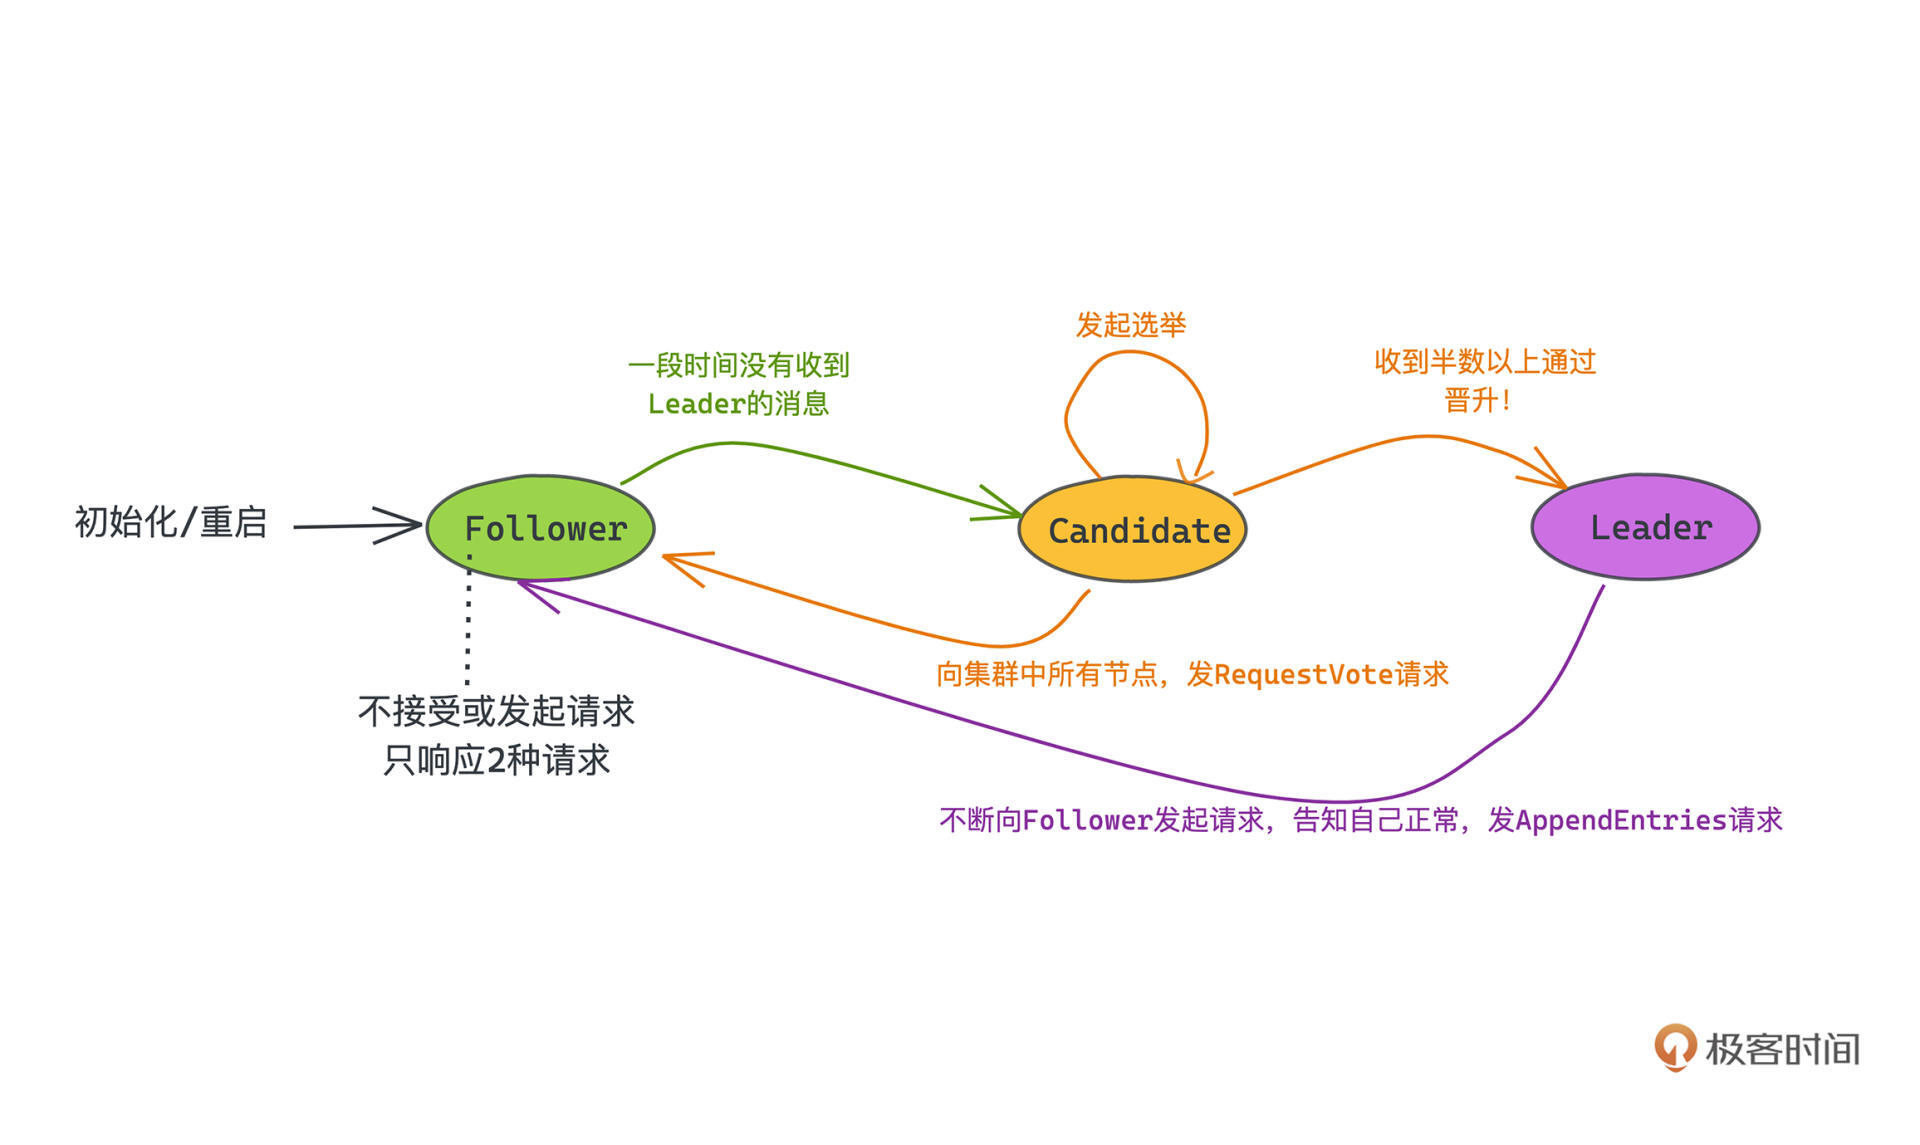 发起选举
一段时间没有收到
Leader的消息
收到半数以上通过
晋升!
初始化/重启
Follower
Candidate
Leader
向集群中所有节点，发RequestVote请求
不接受或发起请求
只响应2种请求
不断向Follower发起请求，告知自己正常，发AppendEntries请求
极客时间